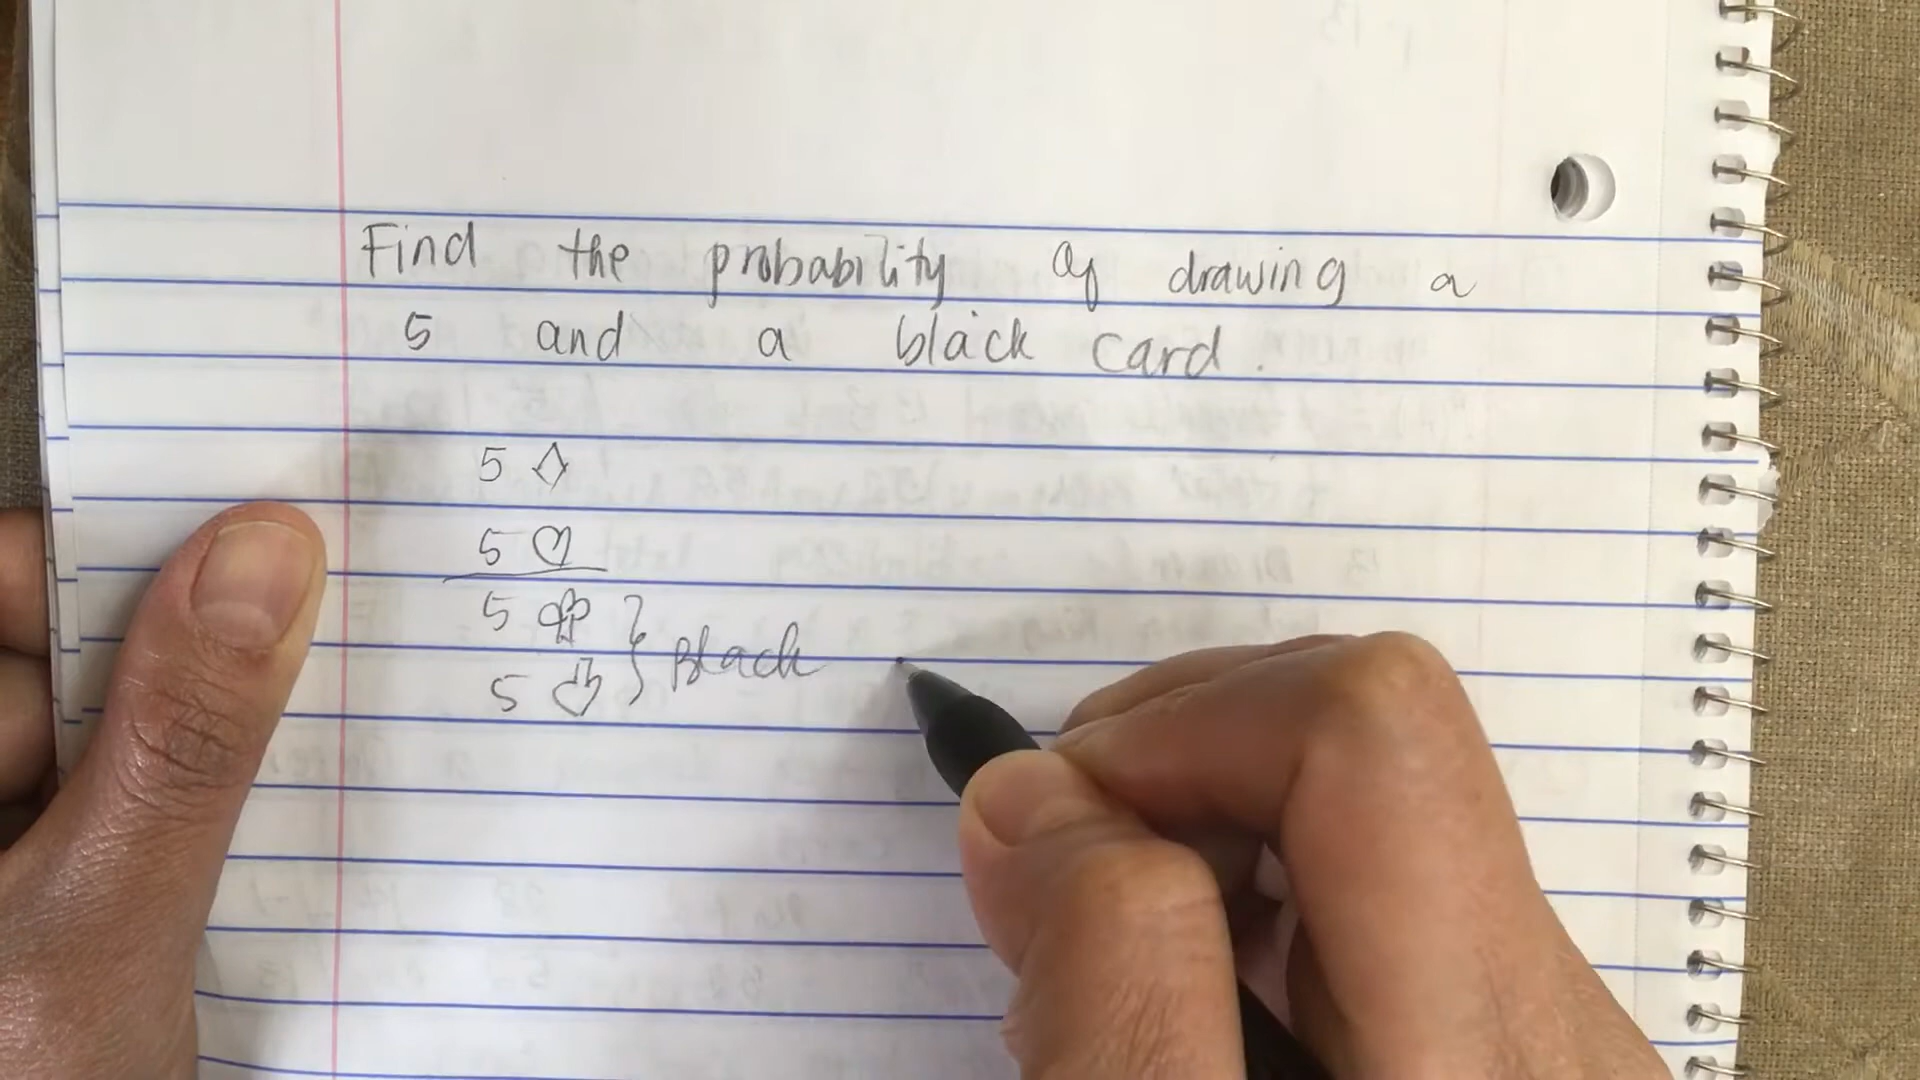 Find the probability of drawing a
5 and a black card.
5 ♢
5 ♡
5 ♧
5 ♤
Black